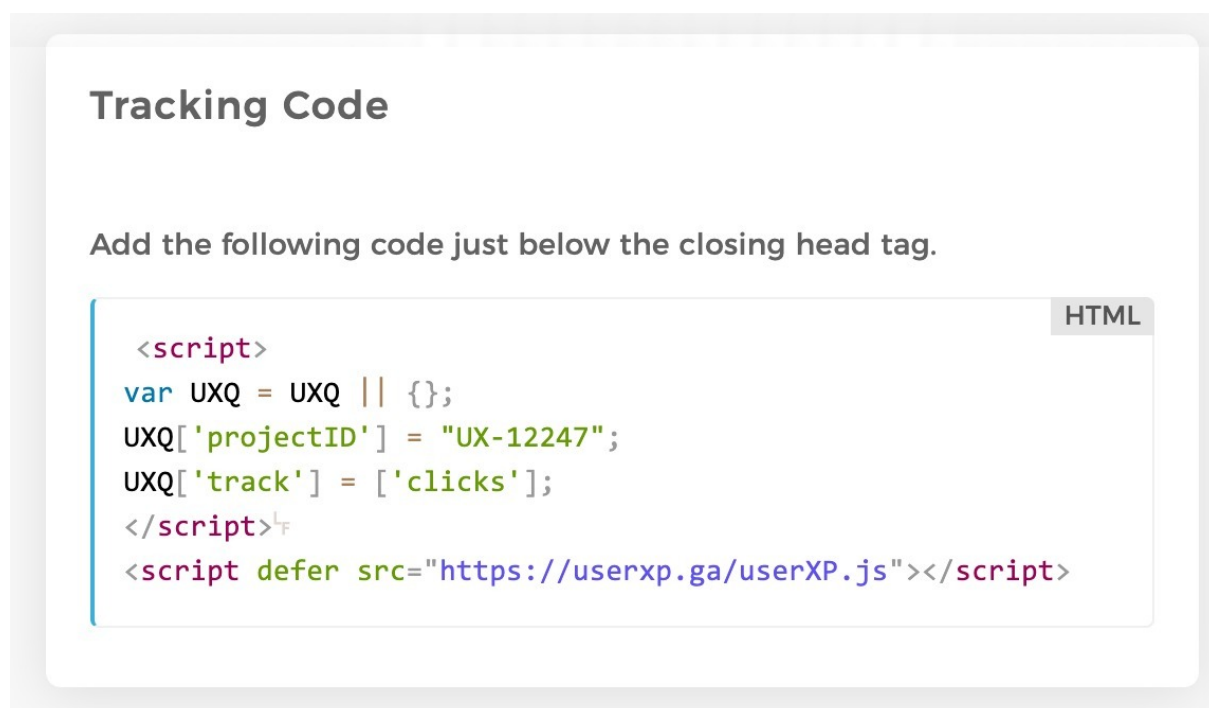 Tracking Code
Add the following code just below the closing head tag.
HTML
<script>
var UXQ = UXQ || {};
UXQ['projectID'] = "UX-12247";
UXQ['track'] = ['clicks'];
</script>␊
<script defer src="https://userxp.ga/userXP.js"></script>